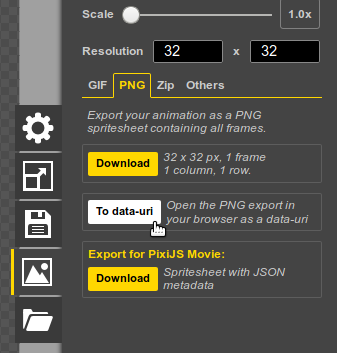 Scale 1.0x
Resolution 32 x 32
GIF PNG Zip Others
Export your animation as a PNG
spritesheet containing all frames.
Download 32 x 32 px, 1 frame
1 column, 1 row.
To data-uri Open the PNG export in
your browser as a data-uri
Export for PixiJS Movie:
Download Spritesheet with JSON
metadata